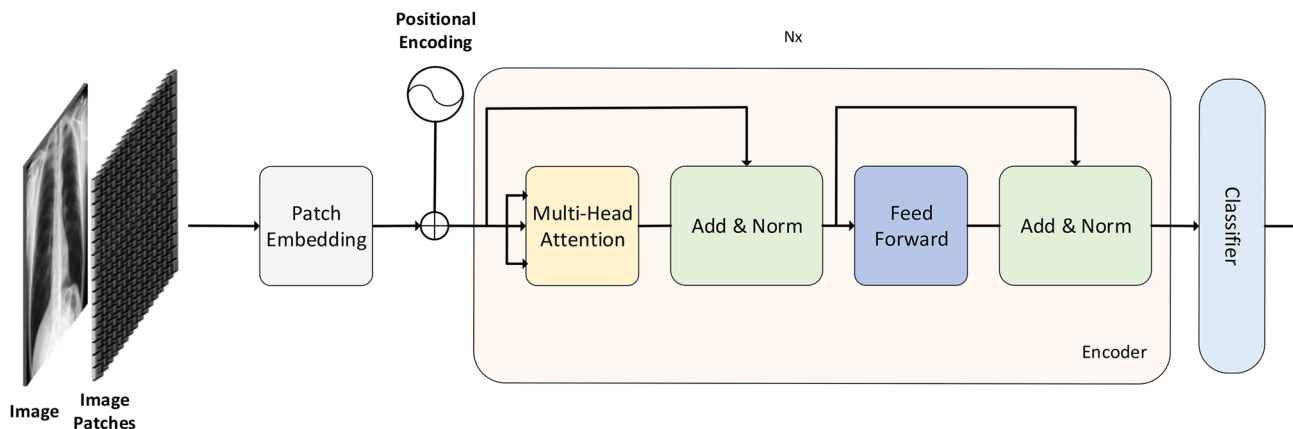 Positional
Encoding
Nx
Patch
Embedding
Multi-Head
Attention
Add & Norm
Feed
Forward
Add & Norm
Classifier
Encoder
Image
Image
Patches